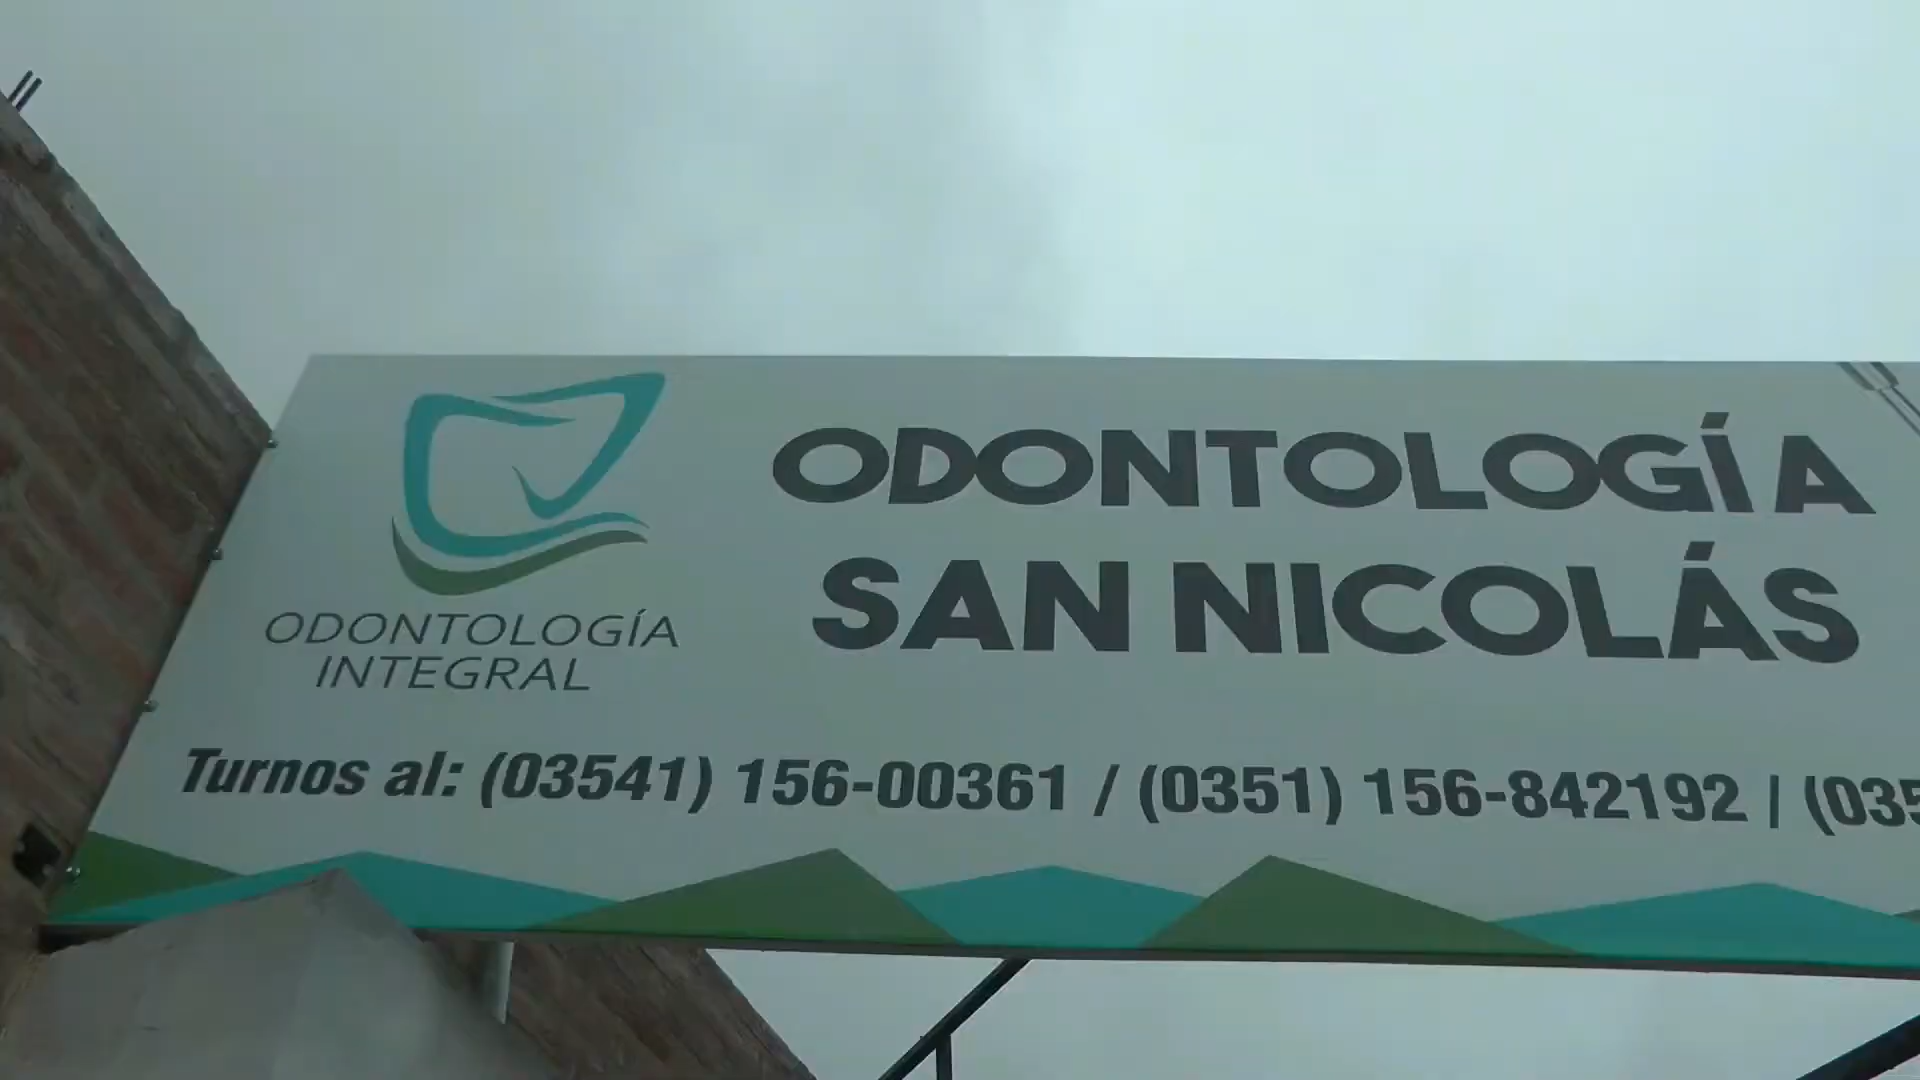 ODONTOLOGÍA
SAN NICOLÁS
ODONTOLOGÍA
INTEGRAL
Turnos al: (03541) 156-00361 / (0351) 156-842192 | (035